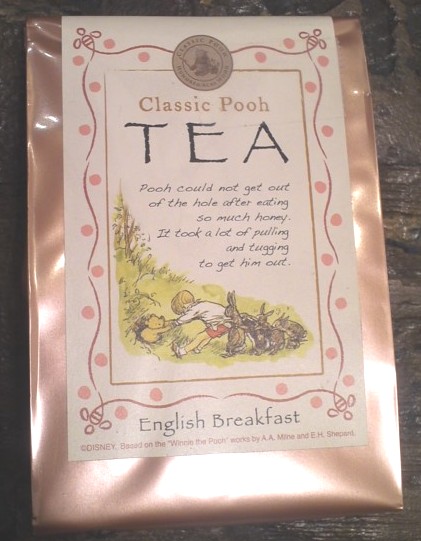 CLASSIC POOH
Classic Pooh
TEA
Pooh could not get out
of the hole after eating
so much honey.
It took a lot of pulling
and tugging
to get him out.
English Breakfast
©DISNEY. Based on the "Winnie the Pooh" works by A.A. Milne and E.H. Shepard.